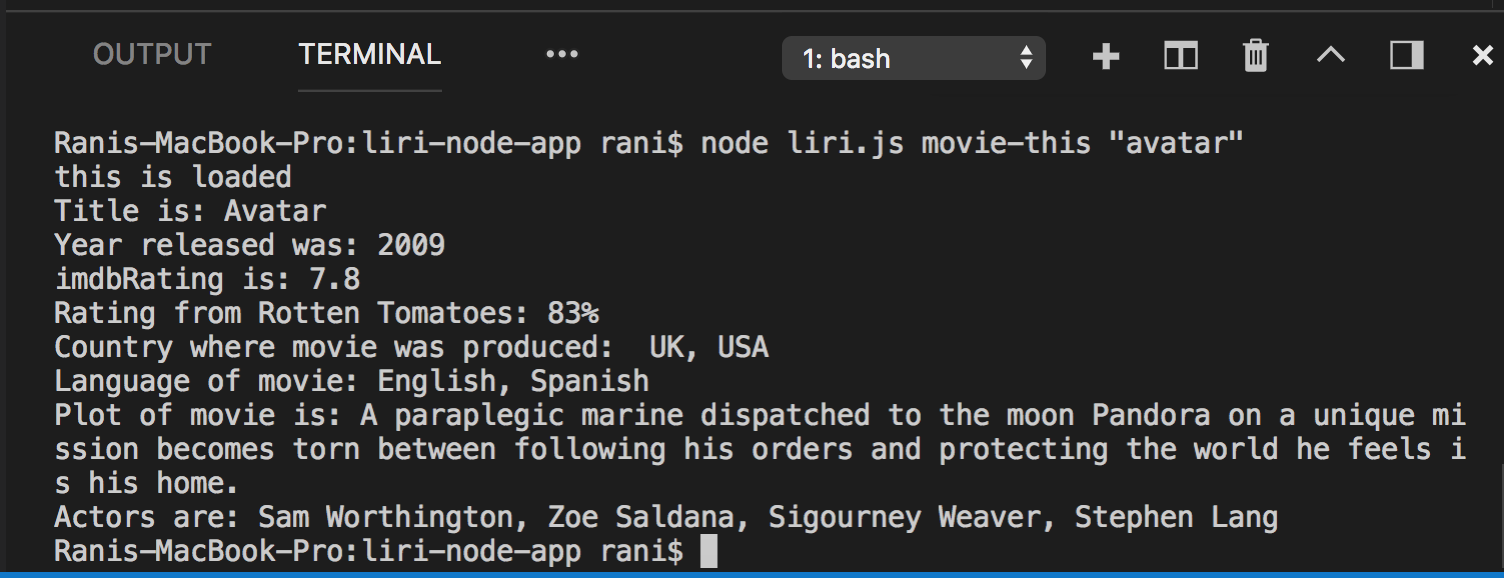 OUTPUT TERMINAL ••• 1: bash
Ranis-MacBook-Pro:liri-node-app rani$ node liri.js movie-this "avatar"
this is loaded
Title is: Avatar
Year released was: 2009
imdbRating is: 7.8
Rating from Rotten Tomatoes: 83%
Country where movie was produced:  UK, USA
Language of movie: English, Spanish
Plot of movie is: A paraplegic marine dispatched to the moon Pandora on a unique mi
ssion becomes torn between following his orders and protecting the world he feels i
s his home.
Actors are: Sam Worthington, Zoe Saldana, Sigourney Weaver, Stephen Lang
Ranis-MacBook-Pro:liri-node-app rani$